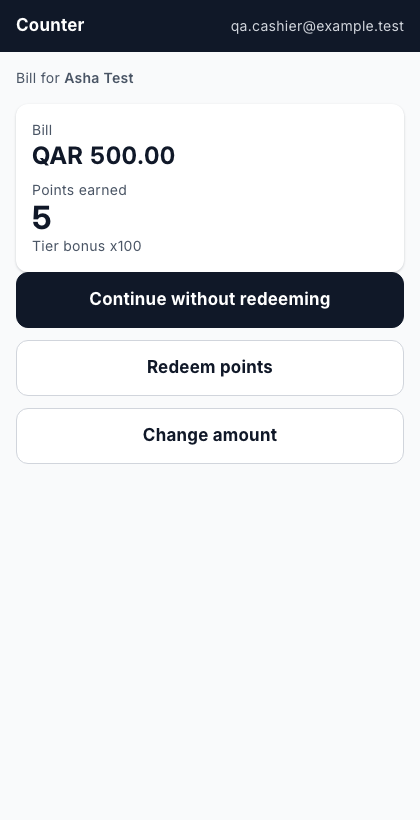 Counter
qa.cashier@example.test
Bill for Asha Test
Bill
QAR 500.00
Points earned
5
Tier bonus x100
Continue without redeeming
Redeem points
Change amount